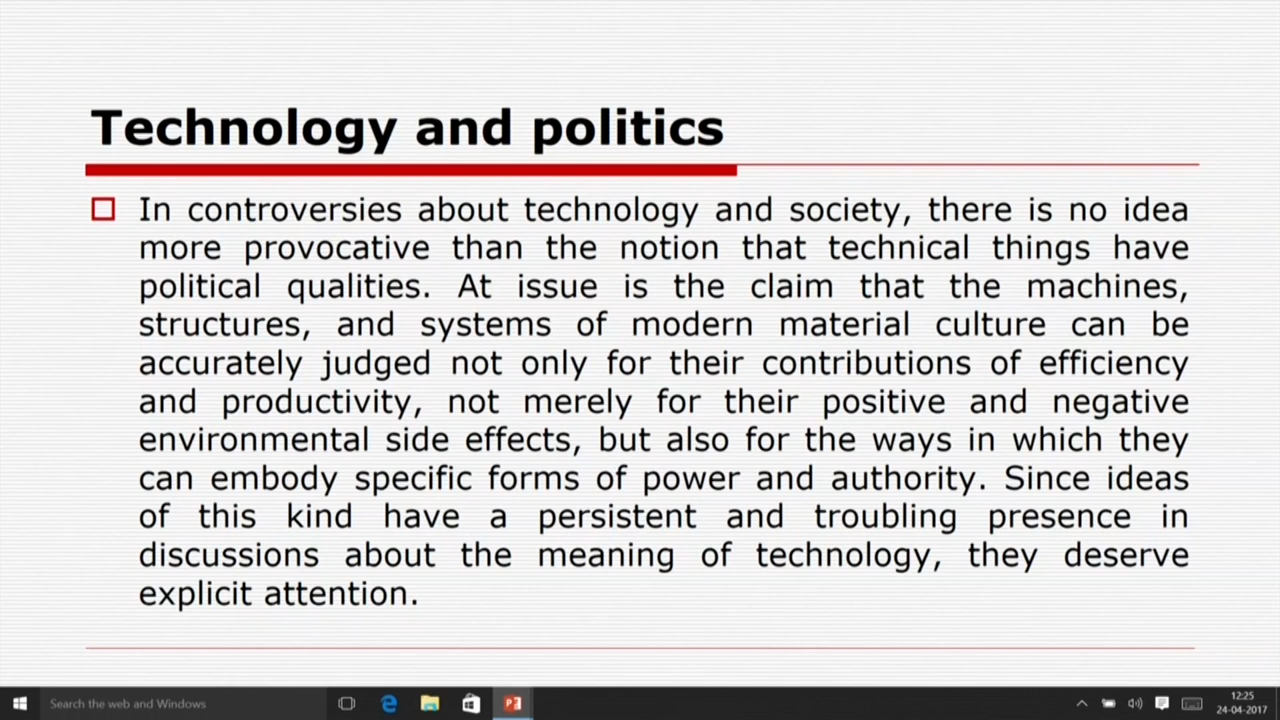 Technology and politics
In controversies about technology and society, there is no idea
more provocative than the notion that technical things have
political qualities. At issue is the claim that the machines,
structures, and systems of modern material culture can be
accurately judged not only for their contributions of efficiency
and productivity, not merely for their positive and negative
environmental side effects, but also for the ways in which they
can embody specific forms of power and authority. Since ideas
of this kind have a persistent and troubling presence in
discussions about the meaning of technology, they deserve
explicit attention.
Search the web and Windows
12:25
24-04-2017